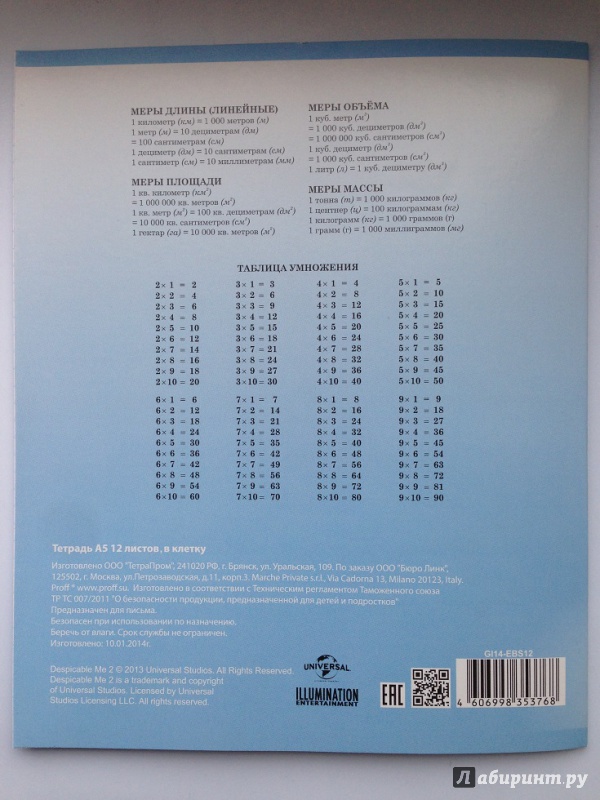 МЕРЫ ДЛИНЫ (ЛИНЕЙНЫЕ)
1 километр (км) = 1 000 метров (м)
1 метр (м) = 10 дециметрам (дм)
= 100 сантиметрам (см)
1 дециметр (дм) = 10 сантиметрам (см)
1 сантиметр (см) = 10 миллиметрам (мм)
МЕРЫ ПЛОЩАДИ
1 кв. километр (км²)
= 1 000 000 кв. метров (м²)
1 кв. метр (м²) = 100 кв. дециметрам (дм²)
= 10 000 кв. сантиметров (см²)
1 гектар (га) = 10 000 кв. метров (м²)
МЕРЫ ОБЪЁМА
1 куб. метр (м³)
= 1 000 куб. дециметров (дм³)
= 1 000 000 куб. сантиметров (см³)
1 куб. дециметр (дм³)
= 1 000 куб. сантиметров (см³)
1 литр (л) = 1 куб. дециметру (дм³)
МЕРЫ МАССЫ
1 тонна (т) = 1 000 килограммов (кг)
1 центнер (ц) = 100 килограммам (кг)
1 килограмм (кг) = 1 000 граммов (г)
1 грамм (г) = 1 000 миллиграммов (мг)
ТАБЛИЦА УМНОЖЕНИЯ
2× 1 = 2 3× 1 = 3 4× 1 = 4 5× 1 = 5
2× 2 = 4 3× 2 = 6 4× 2 = 8 5× 2 = 10
2× 3 = 6 3× 3 = 9 4× 3 = 12 5× 3 = 15
2× 4 = 8 3× 4 = 12 4× 4 = 16 5× 4 = 20
2× 5 = 10 3× 5 = 15 4× 5 = 20 5× 5 = 25
2× 6 = 12 3× 6 = 18 4× 6 = 24 5× 6 = 30
2× 7 = 14 3× 7 = 21 4× 7 = 28 5× 7 = 35
2× 8 = 16 3× 8 = 24 4× 8 = 32 5× 8 = 40
2× 9 = 18 3× 9 = 27 4× 9 = 36 5× 9 = 45
2×10 = 20 3×10 = 30 4×10 = 40 5×10 = 50
6× 1 = 6 7× 1 = 7 8× 1 = 8 9× 1 = 9
6× 2 = 12 7× 2 = 14 8× 2 = 16 9× 2 = 18
6× 3 = 18 7× 3 = 21 8× 3 = 24 9× 3 = 27
6× 4 = 24 7× 4 = 28 8× 4 = 32 9× 4 = 36
6× 5 = 30 7× 5 = 35 8× 5 = 40 9× 5 = 45
6× 6 = 36 7× 6 = 42 8× 6 = 48 9× 6 = 54
6× 7 = 42 7× 7 = 49 8× 7 = 56 9× 7 = 63
6× 8 = 48 7× 8 = 56 8× 8 = 64 9× 8 = 72
6× 9 = 54 7× 9 = 63 8× 9 = 72 9× 9 = 81
6×10 = 60 7×10 = 70 8×10 = 80 9×10 = 90
Тетрадь А5 12 листов, в клетку
Изготовлено ООО "ТетраПром", 241020 РФ, г. Брянск, ул. Уральская, 109. По заказу ООО "Бюро Линк",
125502, г. Москва, ул.Петрозаводская, д.11, корп.3. Marche Private s.r.l., Via Cadorna 13, Milano 20123, Italy.
Proff ® www.proff.su. Изготовлено в соответствии с Техническим регламентом Таможенного союза
ТР ТС 007/2011 "О безопасности продукции, предназначенной для детей и подростков"
Предназначен для письма.
Безопасен при использовании по назначению.
Беречь от влаги. Срок службы не ограничен.
Изготовлено: 10.01.2014г.
Despicable Me 2 © 2013 Universal Studios. All Rights Reserved.
Despicable Me 2 is a trademark and copyright
of Universal Studios. Licensed by Universal
Studios Licensing LLC. All rights reserved.
UNIVERSAL
ILLUMINATION
ENTERTAINMENT
EAC
GI14-EBS12
4 606998 353768
Лабиринт.ру